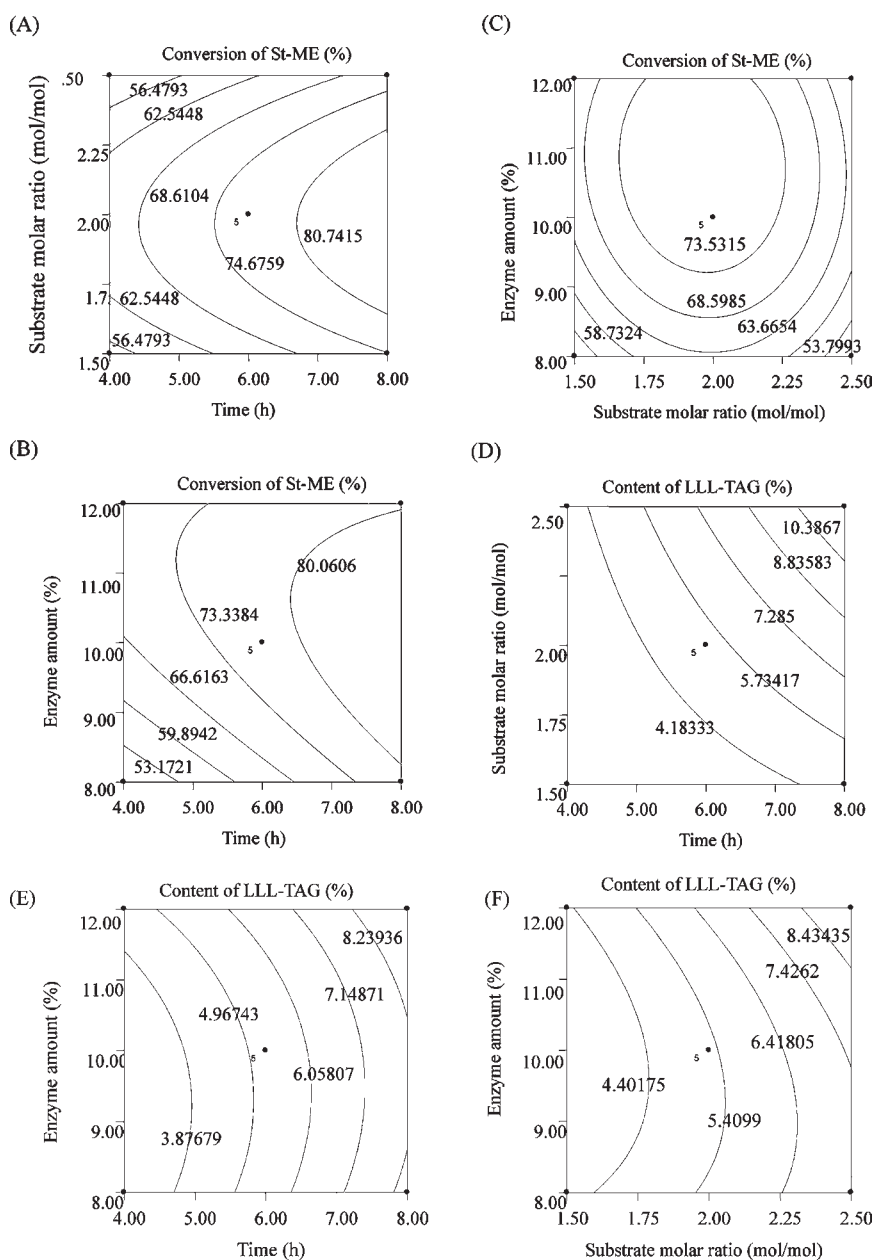 (A)
Conversion of St-ME (%)
Substrate molar ratio (mol/mol)
.50
2.25
2.00
1.7
1.50
56.4793
62.5448
68.6104
5
80.7415
74.6759
62.5448
56.4793
4.00 5.00 6.00 7.00 8.00
Time (h)
(C)
Conversion of St-ME (%)
Enzyme amount (%)
12.00
11.00
10.00
9.00
8.00
5
73.5315
68.5985
63.6654
58.7324
53.7993
1.50 1.75 2.00 2.25 2.50
Substrate molar ratio (mol/mol)
(B)
Conversion of St-ME (%)
Enzyme amount (%)
12.00
11.00
10.00
9.00
8.00
80.0606
73.3384
5
66.6163
59.8942
53.1721
4.00 5.00 6.00 7.00 8.00
Time (h)
(D)
Content of LLL-TAG (%)
Substrate molar ratio (mol/mol)
2.50
2.00
1.75
1.50
10.3867
8.83583
7.285
5
5.73417
4.18333
4.00 5.00 6.00 7.00 8.00
Time (h)
(E)
Content of LLL-TAG (%)
Enzyme amount (%)
12.00
11.00
10.00
9.00
8.00
8.23936
7.14871
4.96743
5
6.05807
3.87679
4.00 5.00 6.00 7.00 8.00
Time (h)
(F)
Content of LLL-TAG (%)
Enzyme amount (%)
12.00
11.00
10.00
9.00
8.00
8.43435
7.4262
6.41805
5
4.40175
5.4099
1.50 1.75 2.00 2.25 2.50
Substrate molar ratio (mol/mol)